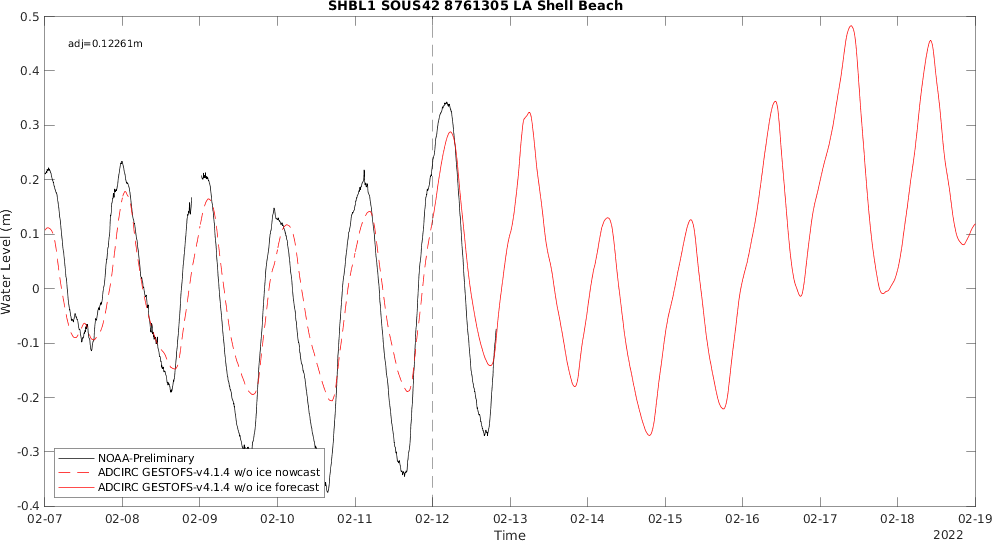 SHBL1 SOUS42 8761305 LA Shell Beach
adj=0.12261m
Water Level (m)
0.5
0.4
0.3
0.2
0.1
0
-0.1
-0.2
-0.3
-0.4
NOAA-Preliminary
ADCIRC GESTOFS-v4.1.4 w/o ice nowcast
ADCIRC GESTOFS-v4.1.4 w/o ice forecast
02-07 02-08 02-09 02-10 02-11 02-12 02-13 02-14 02-15 02-16 02-17 02-18 02-19
Time
2022